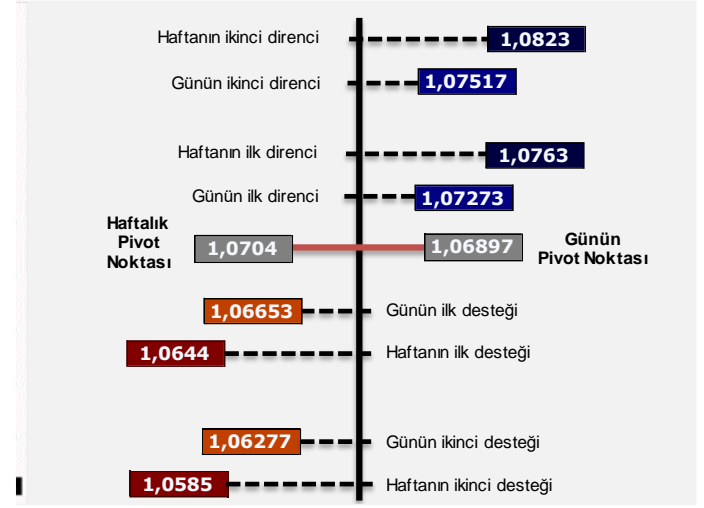 Haftanın ikinci direnci 1,0823
Günün ikinci direnci 1,07517
Haftanın ilk direnci 1,0763
Günün ilk direnci 1,07273
Haftalık
Pivot
Noktası
1,0704
1,06897
Günün
Pivot Noktası
1,06653 Günün ilk desteği
1,0644 Haftanın ilk desteği
1,06277 Günün ikinci desteği
1,0585 Haftanın ikinci desteği